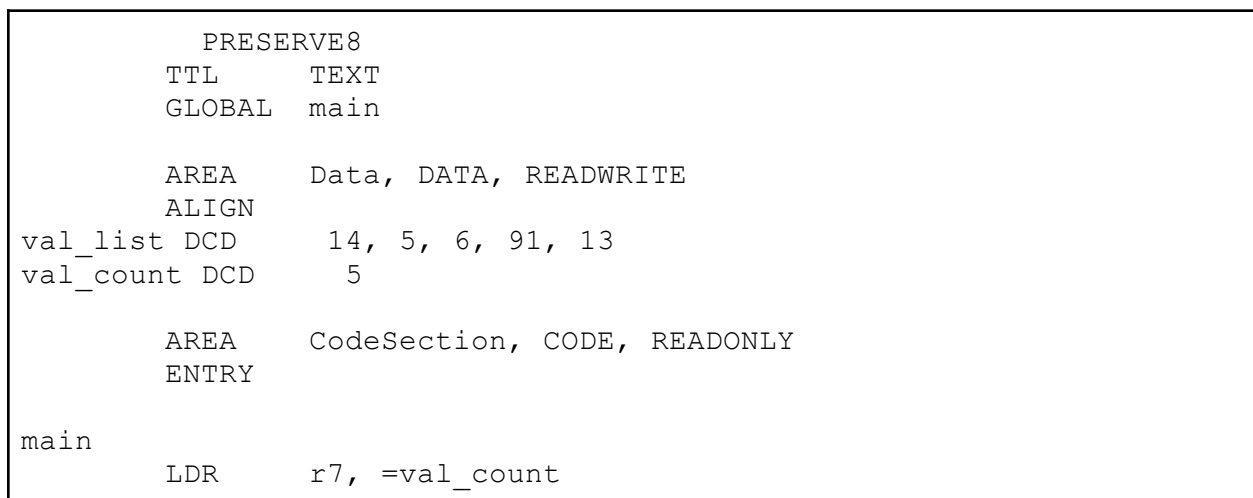 PRESERVE8
TTL TEXT
GLOBAL main
AREA Data, DATA, READWRITE
ALIGN
val_list DCD 14, 5, 6, 91, 13
val_count DCD 5
AREA CodeSection, CODE, READONLY
ENTRY
main
LDR r7, =val_count